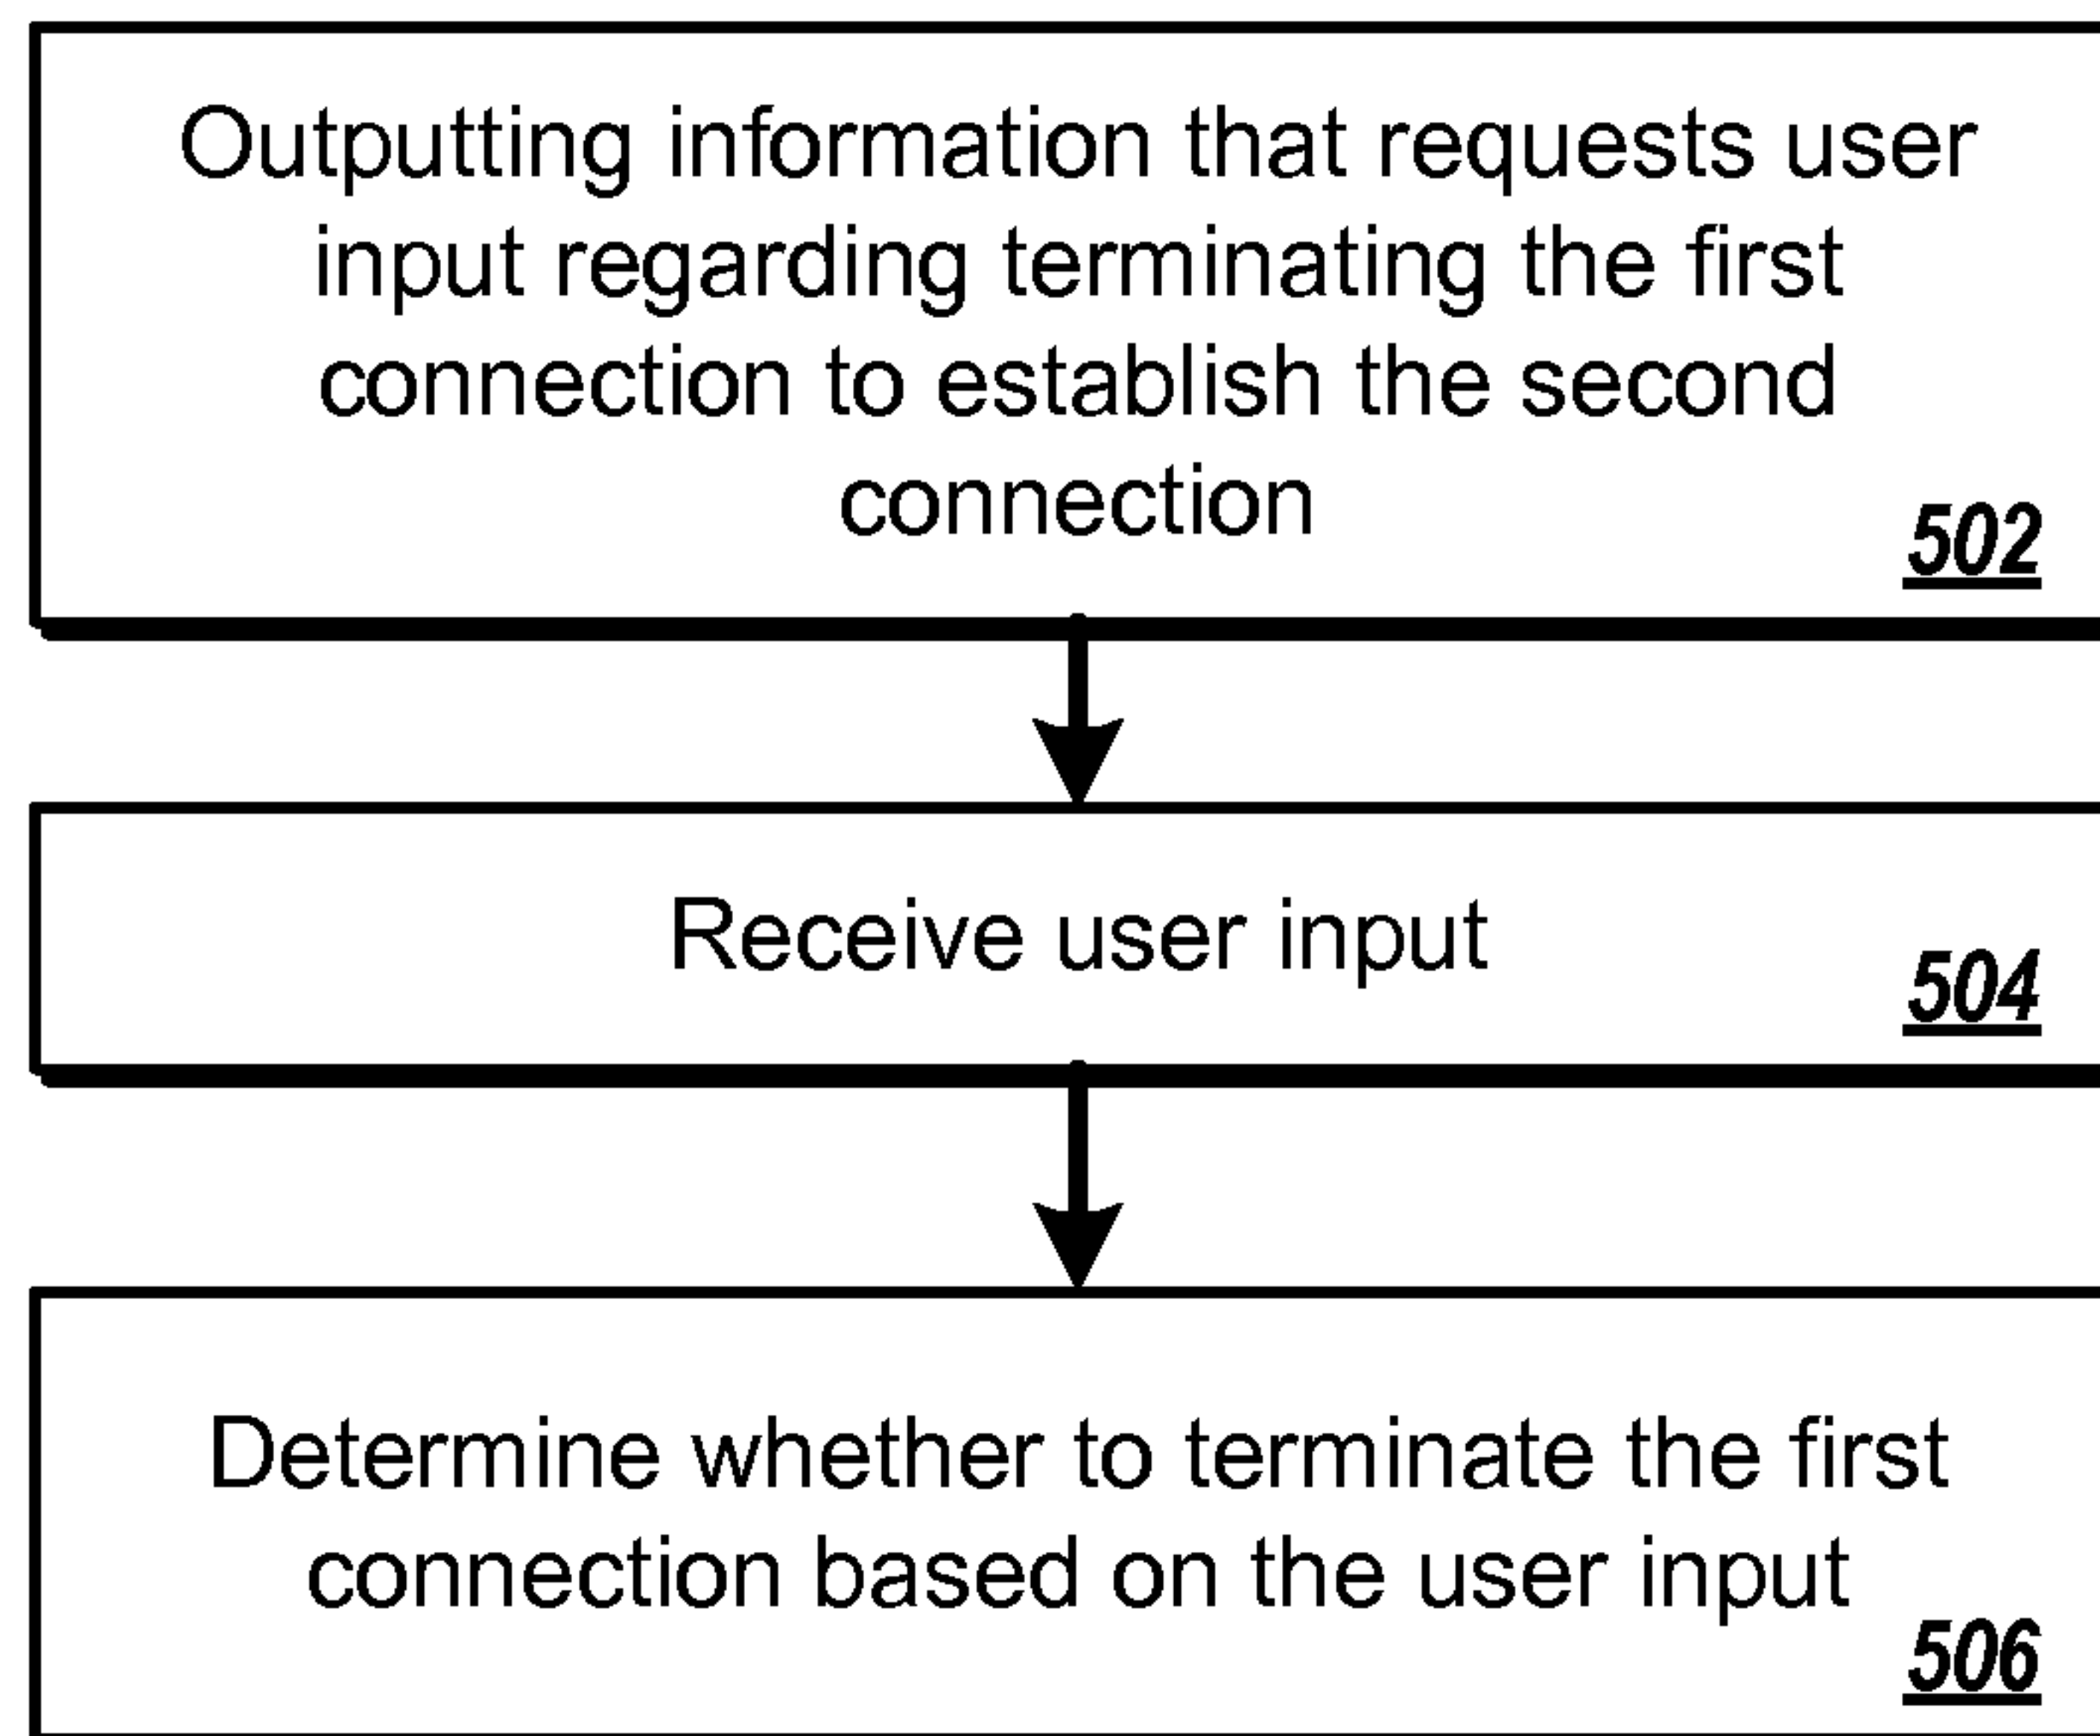 Outputting information that requests user
input regarding terminating the first
connection to establish the second
connection
502
Receive user input
504
Determine whether to terminate the first
connection based on the user input
506